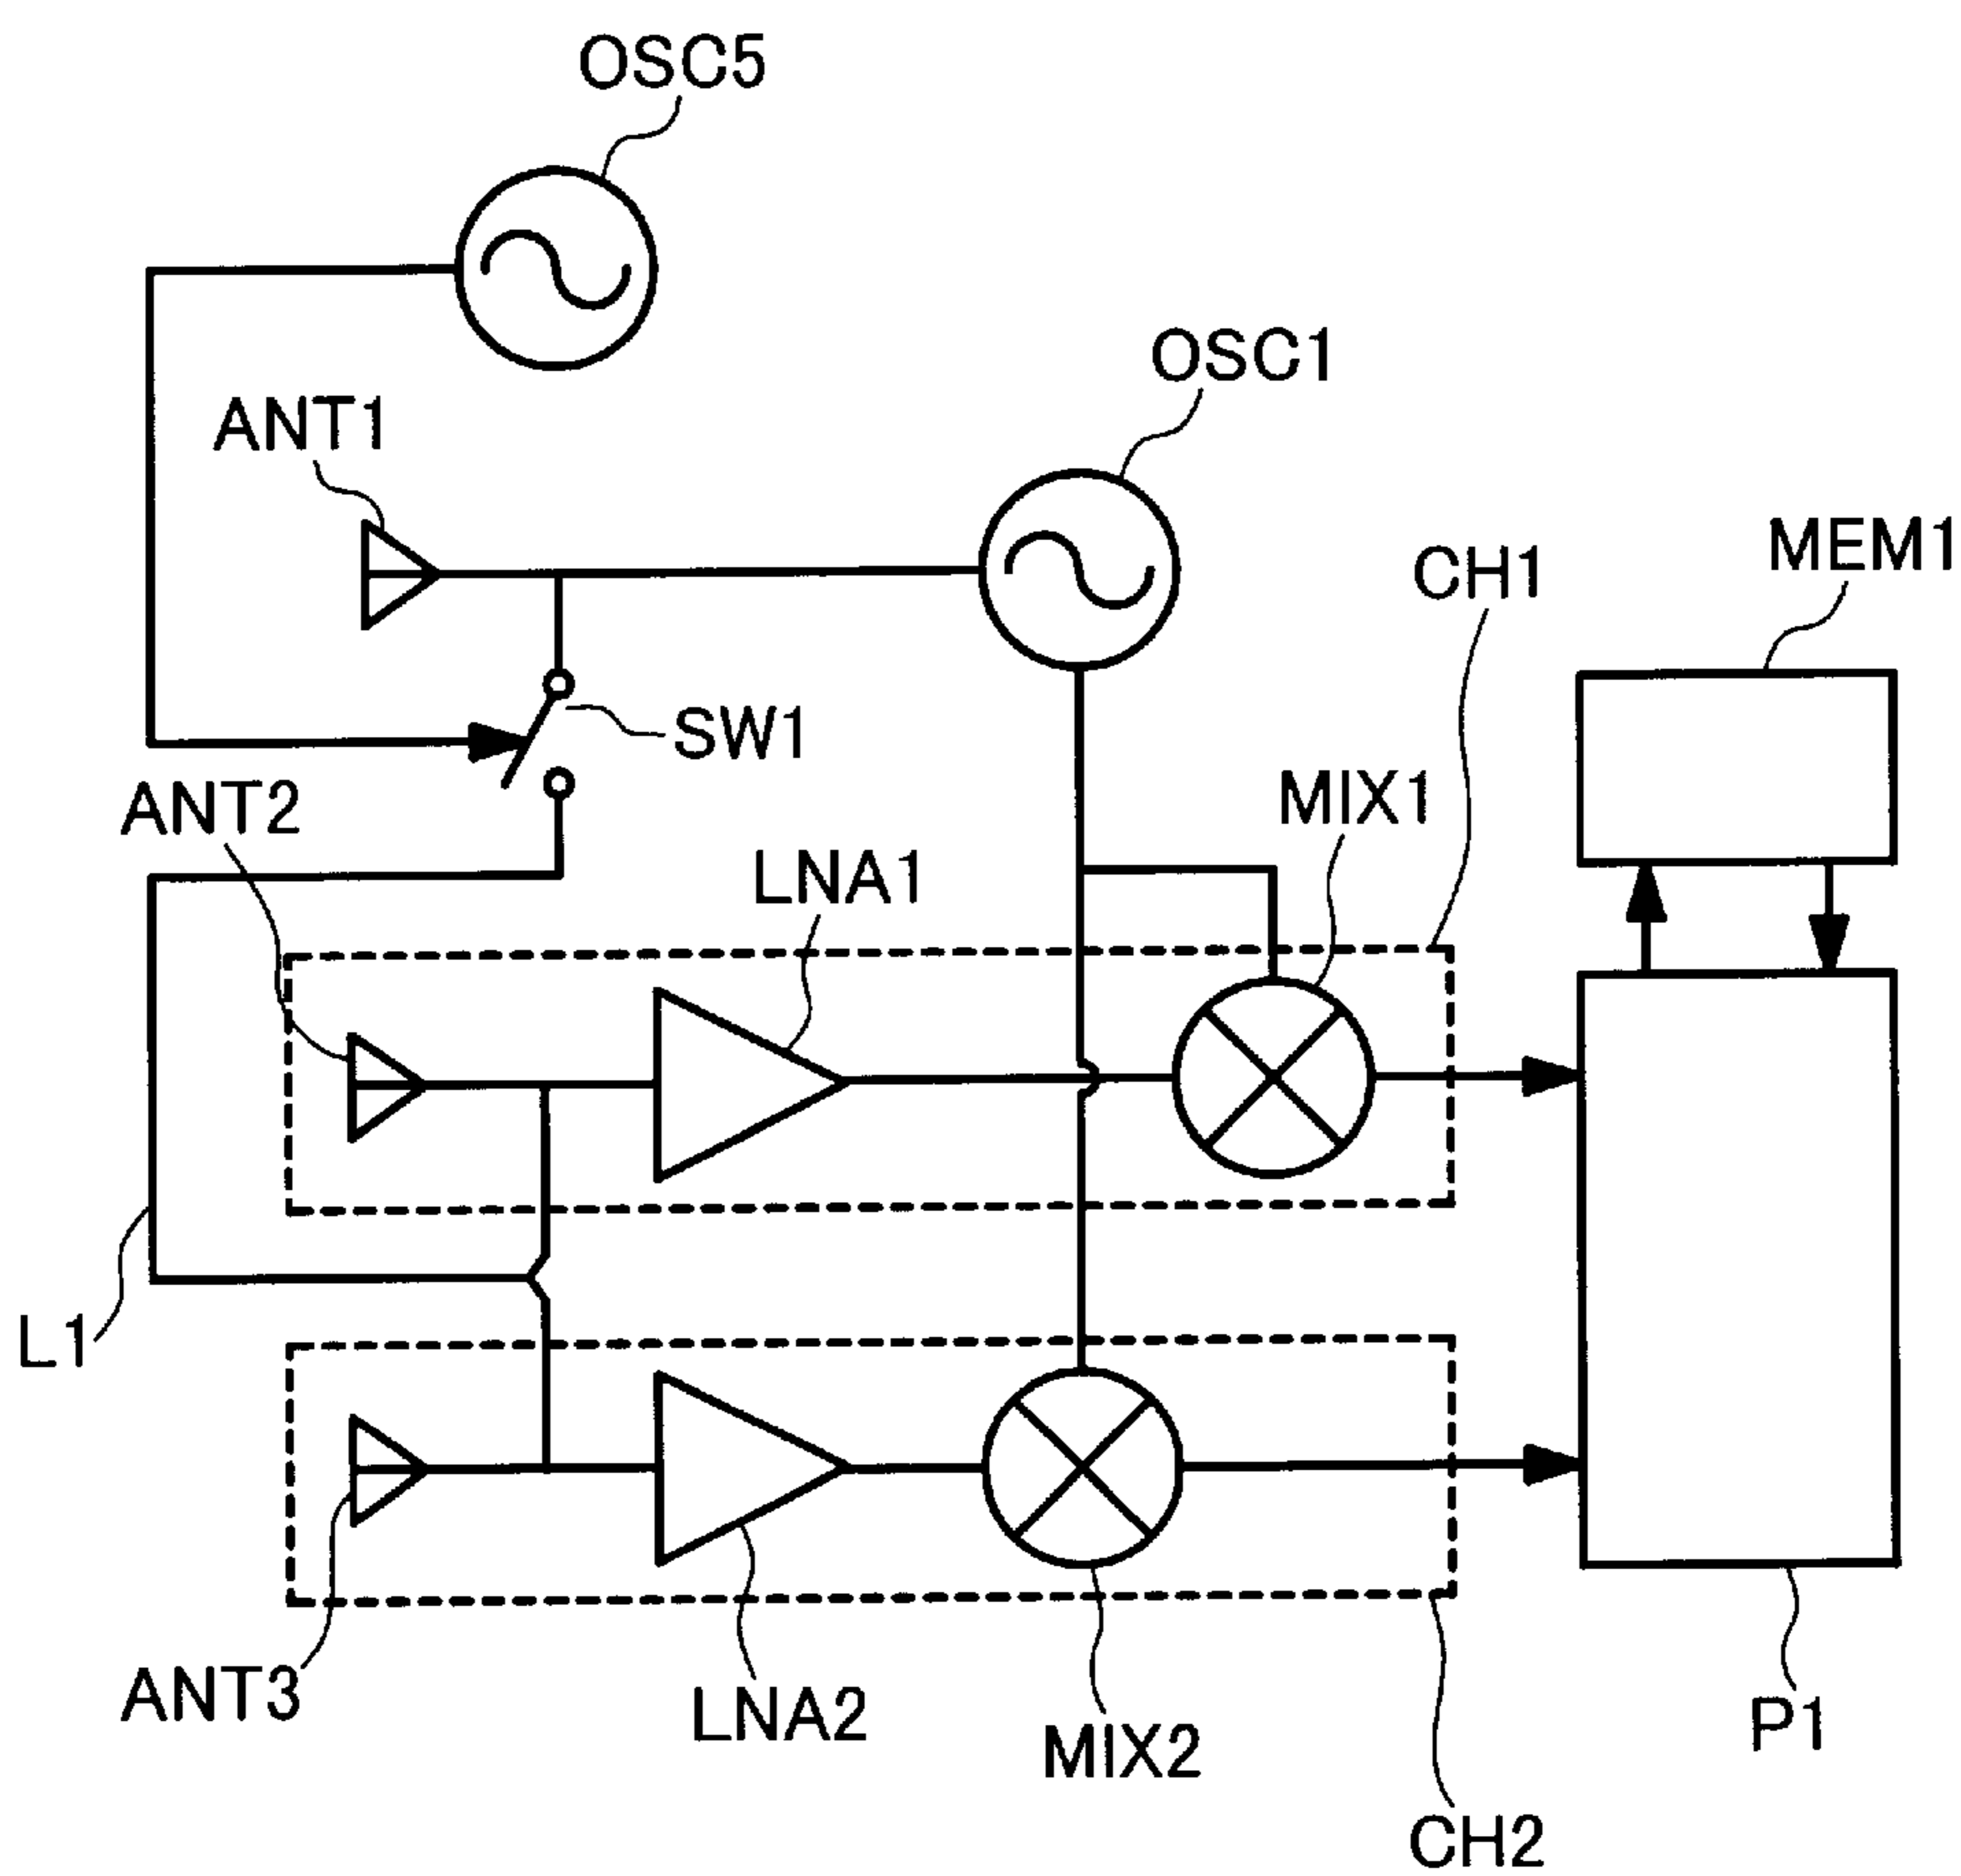 OSC5
OSC1
ANT1
MEM1
CH1
SW1
MIX1
ANT2
LNA1
L1
ANT3
LNA2
MIX2
P1
CH2